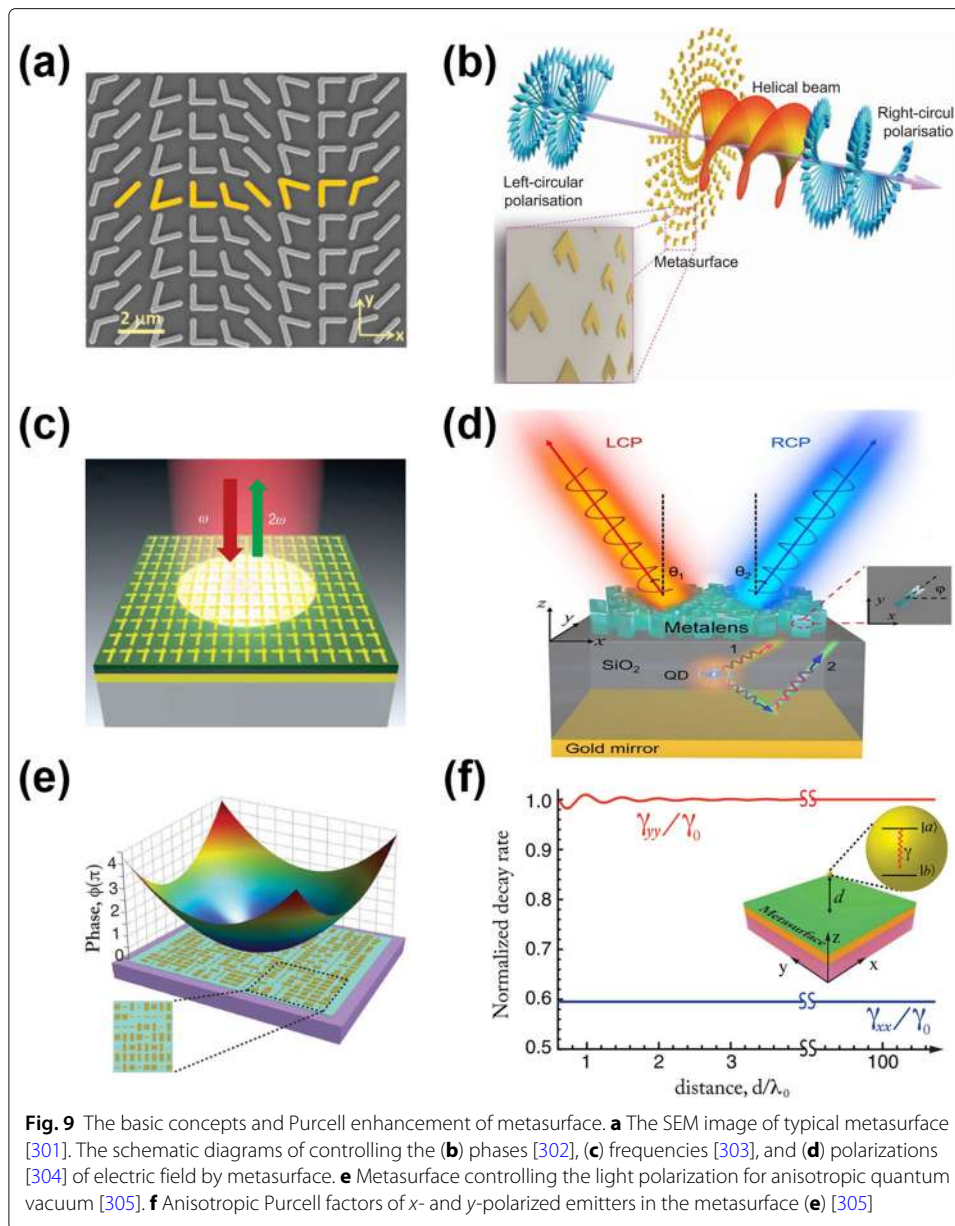 (a)
2 μm
y
x
(b)
Helical beam
Right-circul
polarisatio
Left-circular
polarisation
Metasurface
(c)
ω
2ω
(d)
LCP
RCP
θ1
θ2
z
y
x
Metalens
y
x
φ
SiO2
QD
1
2
Gold mirror
(e)
Phase, ϕ(π)
4
3
2
1
0
(f)
Normalized decay rate
1.0
0.9
0.8
0.7
0.6
0.5
γyy/γ0
|a⟩
γ
|b⟩
d
Metasurface
z
y
x
γxx/γ0
1
2
3
100
distance, d/λ0
Fig. 9 The basic concepts and Purcell enhancement of metasurface. a The SEM image of typical metasurface
[301]. The schematic diagrams of controlling the (b) phases [302], (c) frequencies [303], and (d) polarizations
[304] of electric field by metasurface. e Metasurface controlling the light polarization for anisotropic quantum
vacuum [305]. f Anisotropic Purcell factors of x- and y-polarized emitters in the metasurface (e) [305]